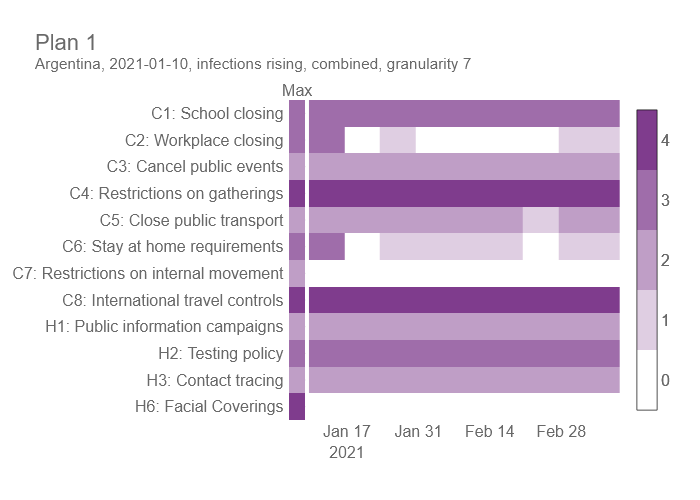 Plan 1
Argentina, 2021-01-10, infections rising, combined, granularity 7
Max
C1: School closing
C2: Workplace closing
C3: Cancel public events
C4: Restrictions on gatherings
C5: Close public transport
C6: Stay at home requirements
C7: Restrictions on internal movement
C8: International travel controls
H1: Public information campaigns
H2: Testing policy
H3: Contact tracing
H6: Facial Coverings
4
3
2
1
0
Jan 17 Jan 31 Feb 14 Feb 28
2021